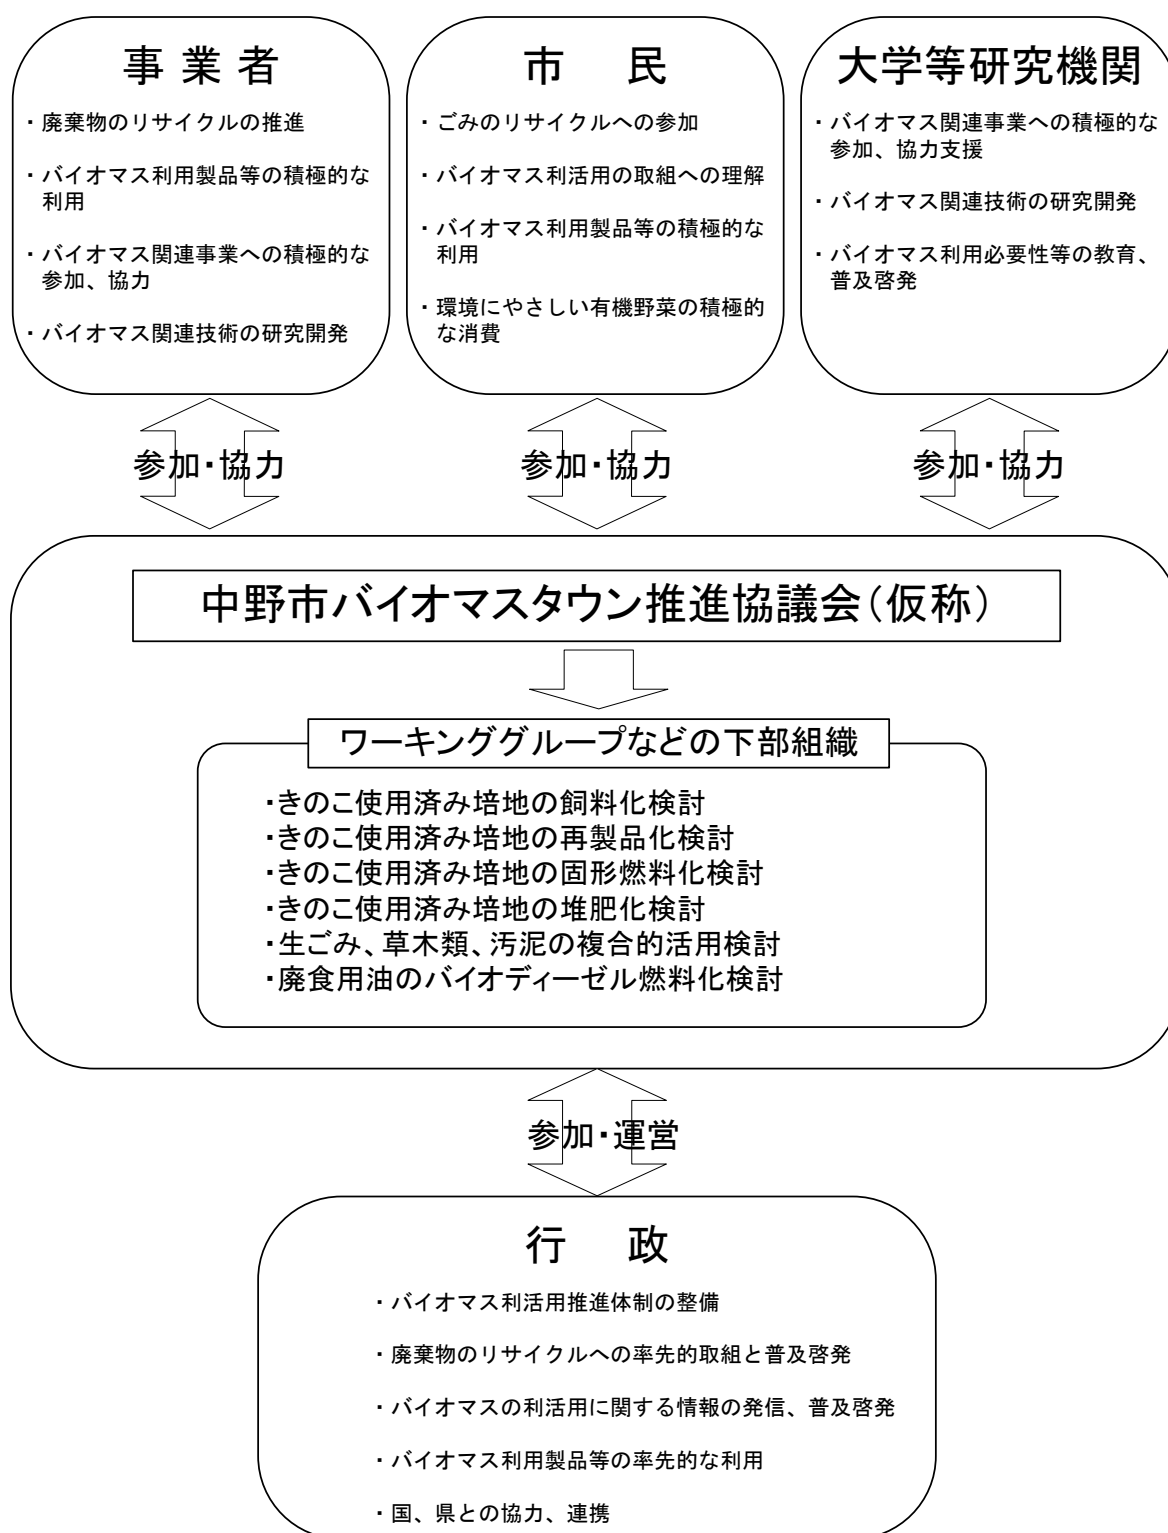 事業者
・廃棄物のリサイクルの推進
・バイオマス利用製品等の積極的な
利用
・バイオマス関連事業への積極的な
参加、協力
・バイオマス関連技術の研究開発
市　民
・ごみのリサイクルへの参加
・バイオマス利活用の取組への理解
・バイオマス利用製品等の積極的な
利用
・環境にやさしい有機野菜の積極的
な消費
大学等研究機関
・バイオマス関連事業への積極的な
参加、協力支援
・バイオマス関連技術の研究開発
・バイオマス利用必要性等の教育、
普及啓発
参加・協力
参加・協力
参加・協力
中野市バイオマスタウン推進協議会（仮称）
ワーキンググループなどの下部組織
・きのこ使用済み培地の飼料化検討
・きのこ使用済み培地の再製品化検討
・きのこ使用済み培地の固形燃料化検討
・きのこ使用済み培地の堆肥化検討
・生ごみ、草木類、汚泥の複合的活用検討
・廃食用油のバイオディーゼル燃料化検討
参加・運営
行　政
・バイオマス利活用推進体制の整備
・廃棄物のリサイクルへの率先的取組と普及啓発
・バイオマスの利活用に関する情報の発信、普及啓発
・バイオマス利用製品等の率先的な利用
・国、県との協力、連携